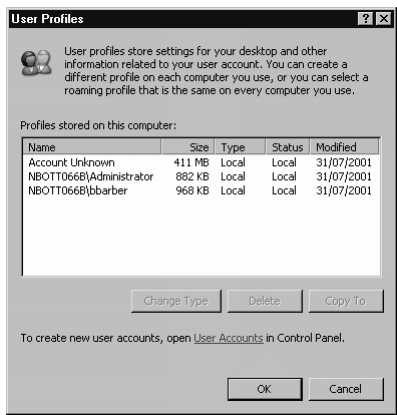 User Profiles
User profiles store settings for your desktop and other
information related to your user account. You can create a
different profile on each computer you use, or you can select a
roaming profile that is the same on every computer you use.
Profiles stored on this computer:
Name Size Type Status Modified
Account Unknown 411 MB Local Local 31/07/2001
NBOTT066B\Administrator 882 KB Local Local 31/07/2001
NBOTT066B\bbarber 968 KB Local Local 31/07/2001
Change Type Delete Copy To
To create new user accounts, open User Accounts in Control Panel.
OK Cancel